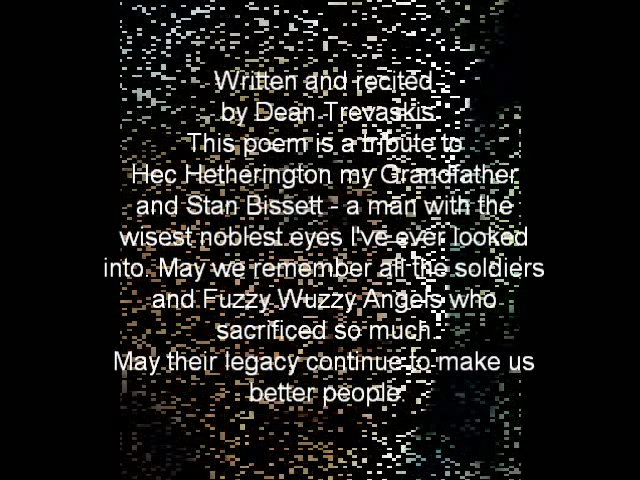 Written and recited
by Dean Trevaskis
This poem is a tribute to
Hec Hetherington my Grandfather
and Stan Bissett - a man with the
wisest noblest eyes I've ever looked
into. May we remember all the soldiers
and Fuzzy Wuzzy Angels who
sacrificed so much.
May their legacy continue to make us
better people.